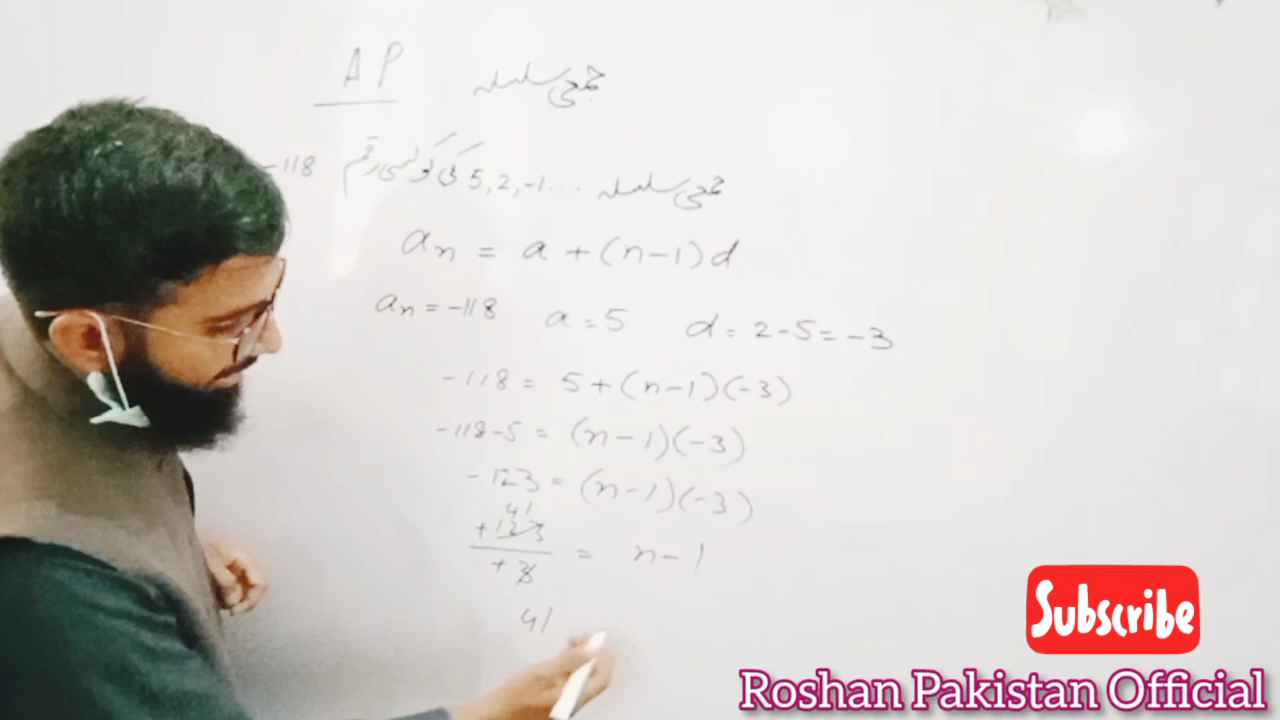 AP جمعی سلسلہ
جمعی سلسلہ 5, 2, -1... کی کونسی رقم -118
aₙ = a + (n-1)d
aₙ = -118 a = 5 d = 2-5 = -3
-118 = 5 + (n-1)(-3)
-118-5 = (n-1)(-3)
-123 = (n-1)(-3)
41
+123 / +3 = n-1
41
Subscribe
Roshan Pakistan Official